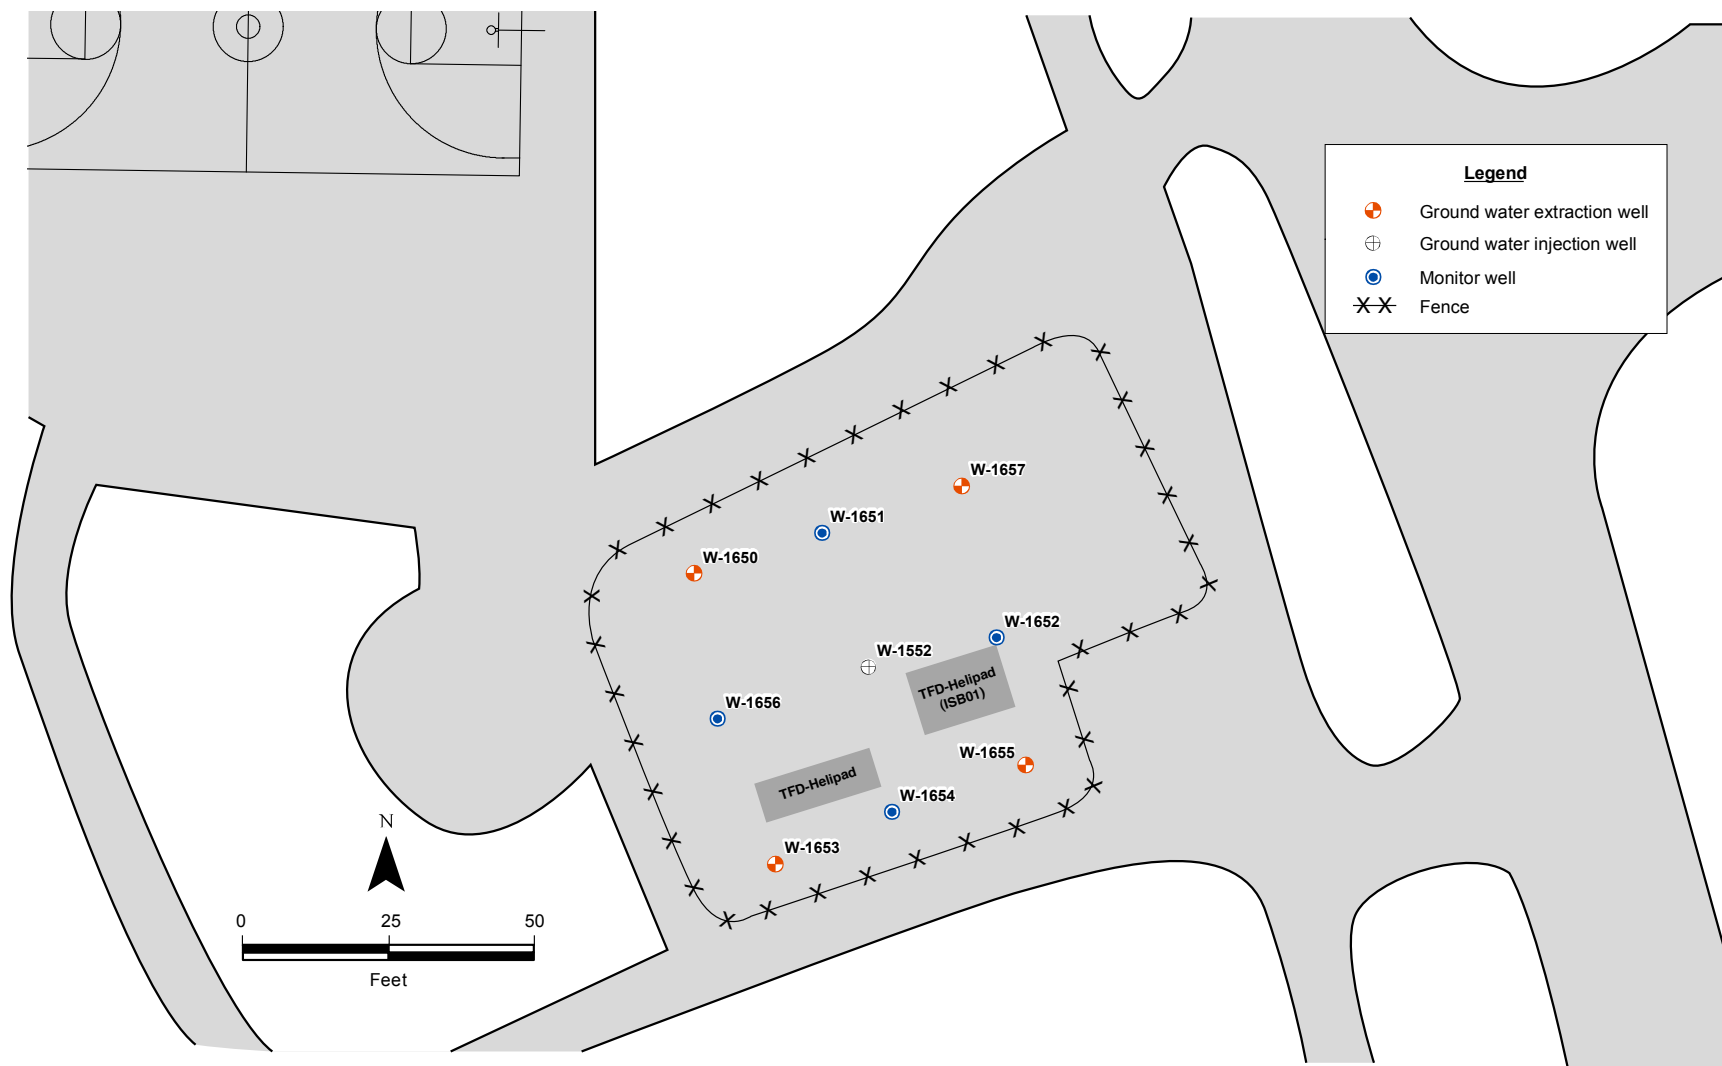 Legend
Ground water extraction well
Ground water injection well
Monitor well
Fence
W-1657
W-1651
W-1650
W-1652
W-1552
TFD-Helipad
(ISB01)
W-1656
W-1655
TFD-Helipad
W-1654
W-1653
N
0 25 50
Feet